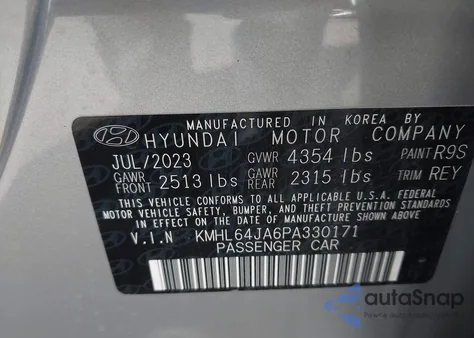 MANUFACTURED IN KOREA BY
HYUNDAI MOTOR COMPANY
JUL/2023 GVWR 4354 lbs PAINT R9S
GAWR FRONT 2513 lbs GAWR REAR 2315 lbs TRIM REY
THIS VEHICLE CONFORMS TO ALL APPLICABLE U.S.A. FEDERAL
MOTOR VEHICLE SAFETY, BUMPER, AND THEFT PREVENTION
STANDARDS IN EFFECT ON THE DATE OF MANUFACTURE SHOWN ABOVE.
V.I.N KMHL64JA6PA330171
PASSENGER CAR
autoSnap